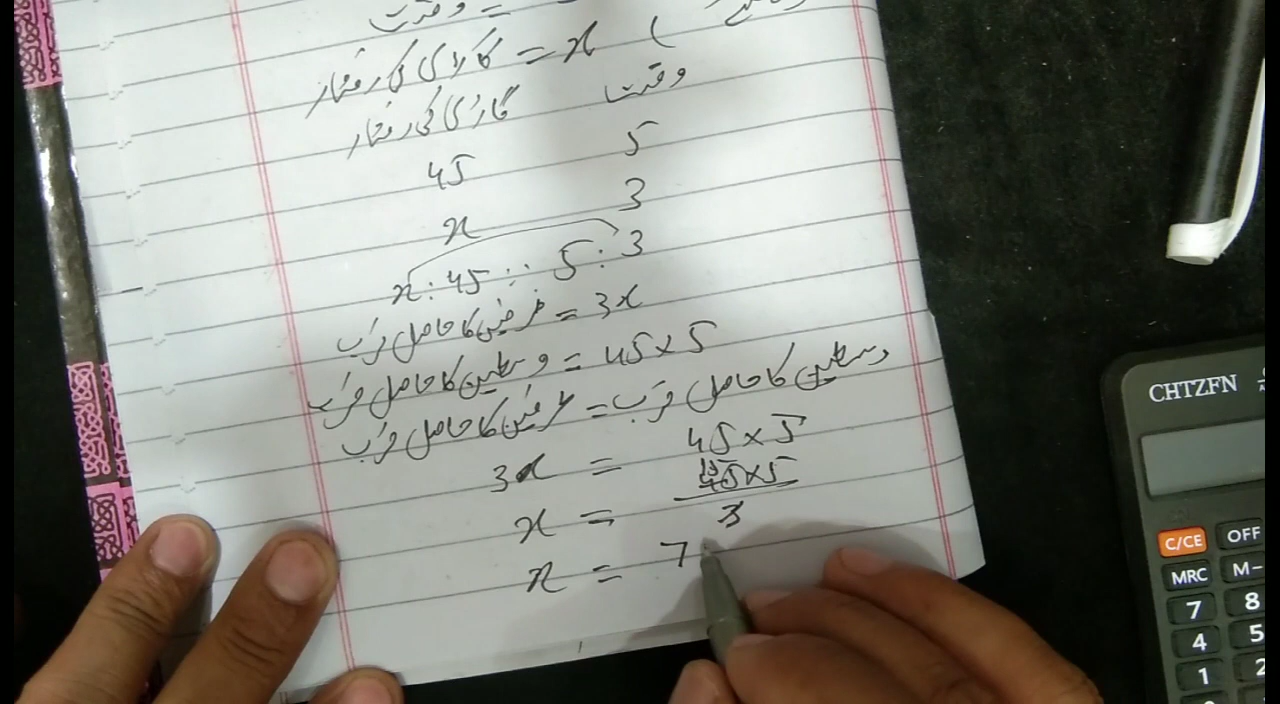 وقت
گاڑی کی رفتار = x
گاڑی کی رفتار وقت
45 5
x 3
x : 45 :: 5 : 3
طرفین کا حاصل ضرب = 3x
وسطین کا حاصل ضرب = 45 × 5
طرفین کا حاصل ضرب = وسطین کا حاصل ضرب
3x = 45 × 5
x = 15 45 × 5 / 3
x = 7
CHTZFN
C/CE OFF
MRC M-
7 8
4 5
1 2